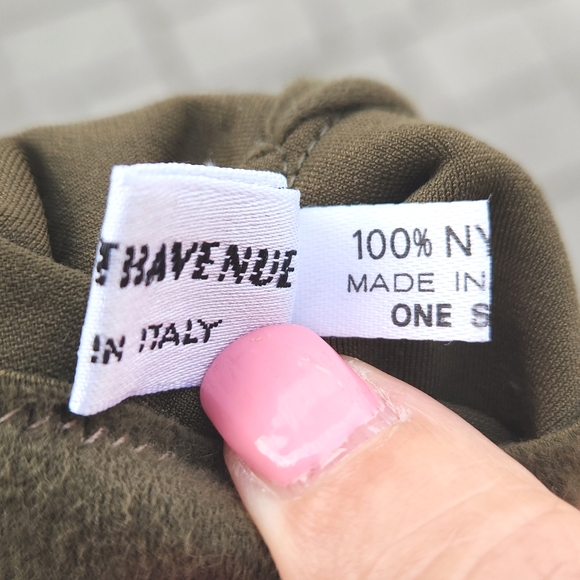 T HAVENUE
IN ITALY
100% NY
MADE IN
ONE S